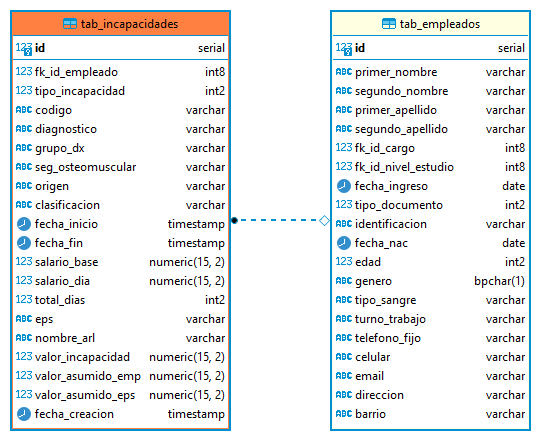 tab_incapacidades
123 id serial
123 fk_id_empleado int8
123 tipo_incapacidad int2
ABC codigo varchar
ABC diagnostico varchar
ABC grupo_dx varchar
ABC seg_osteomuscular varchar
ABC origen varchar
ABC clasificacion varchar
fecha_inicio timestamp
fecha_fin timestamp
123 salario_base numeric(15, 2)
123 salario_dia numeric(15, 2)
123 total_dias int2
ABC eps varchar
ABC nombre_arl varchar
123 valor_incapacidad numeric(15, 2)
123 valor_asumido_emp numeric(15, 2)
123 valor_asumido_eps numeric(15, 2)
fecha_creacion timestamp
tab_empleados
123 id serial
ABC primer_nombre varchar
ABC segundo_nombre varchar
ABC primer_apellido varchar
ABC segundo_apellido varchar
123 fk_id_cargo int8
123 fk_id_nivel_estudio int8
fecha_ingreso date
123 tipo_documento int2
ABC identificacion varchar
fecha_nac date
123 edad int2
ABC genero bpchar(1)
ABC tipo_sangre varchar
ABC turno_trabajo varchar
ABC telefono_fijo varchar
ABC celular varchar
ABC email varchar
ABC direccion varchar
ABC barrio varchar